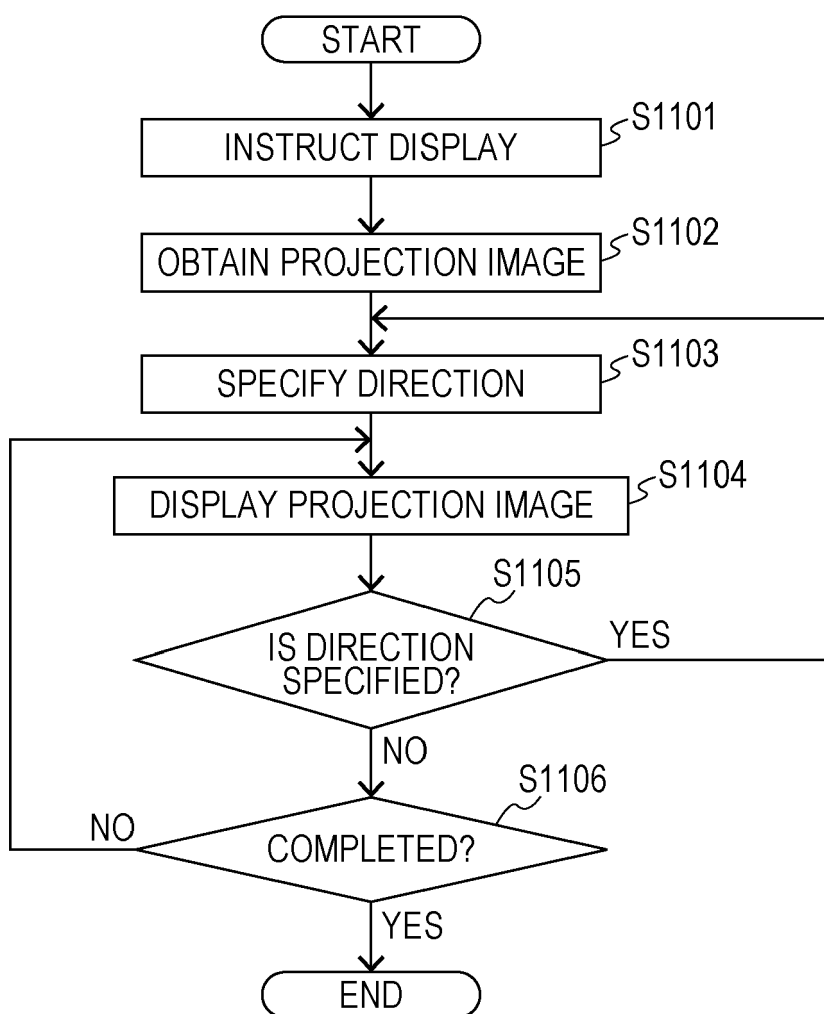 START
INSTRUCT DISPLAY
S1101
OBTAIN PROJECTION IMAGE
S1102
SPECIFY DIRECTION
S1103
DISPLAY PROJECTION IMAGE
S1104
S1105
IS DIRECTION
SPECIFIED?
YES
NO
S1106
COMPLETED?
NO
YES
END